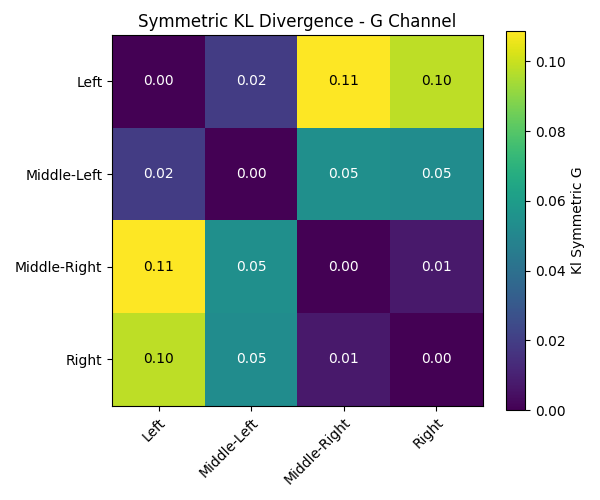 Symmetric KL Divergence - G Channel
Left 0.00 0.02 0.11 0.10
Middle-Left 0.02 0.00 0.05 0.05
Middle-Right 0.11 0.05 0.00 0.01
Right 0.10 0.05 0.01 0.00
Left Middle-Left Middle-Right Right
0.10
0.08
0.06
0.04
0.02
0.00
Kl Symmetric G